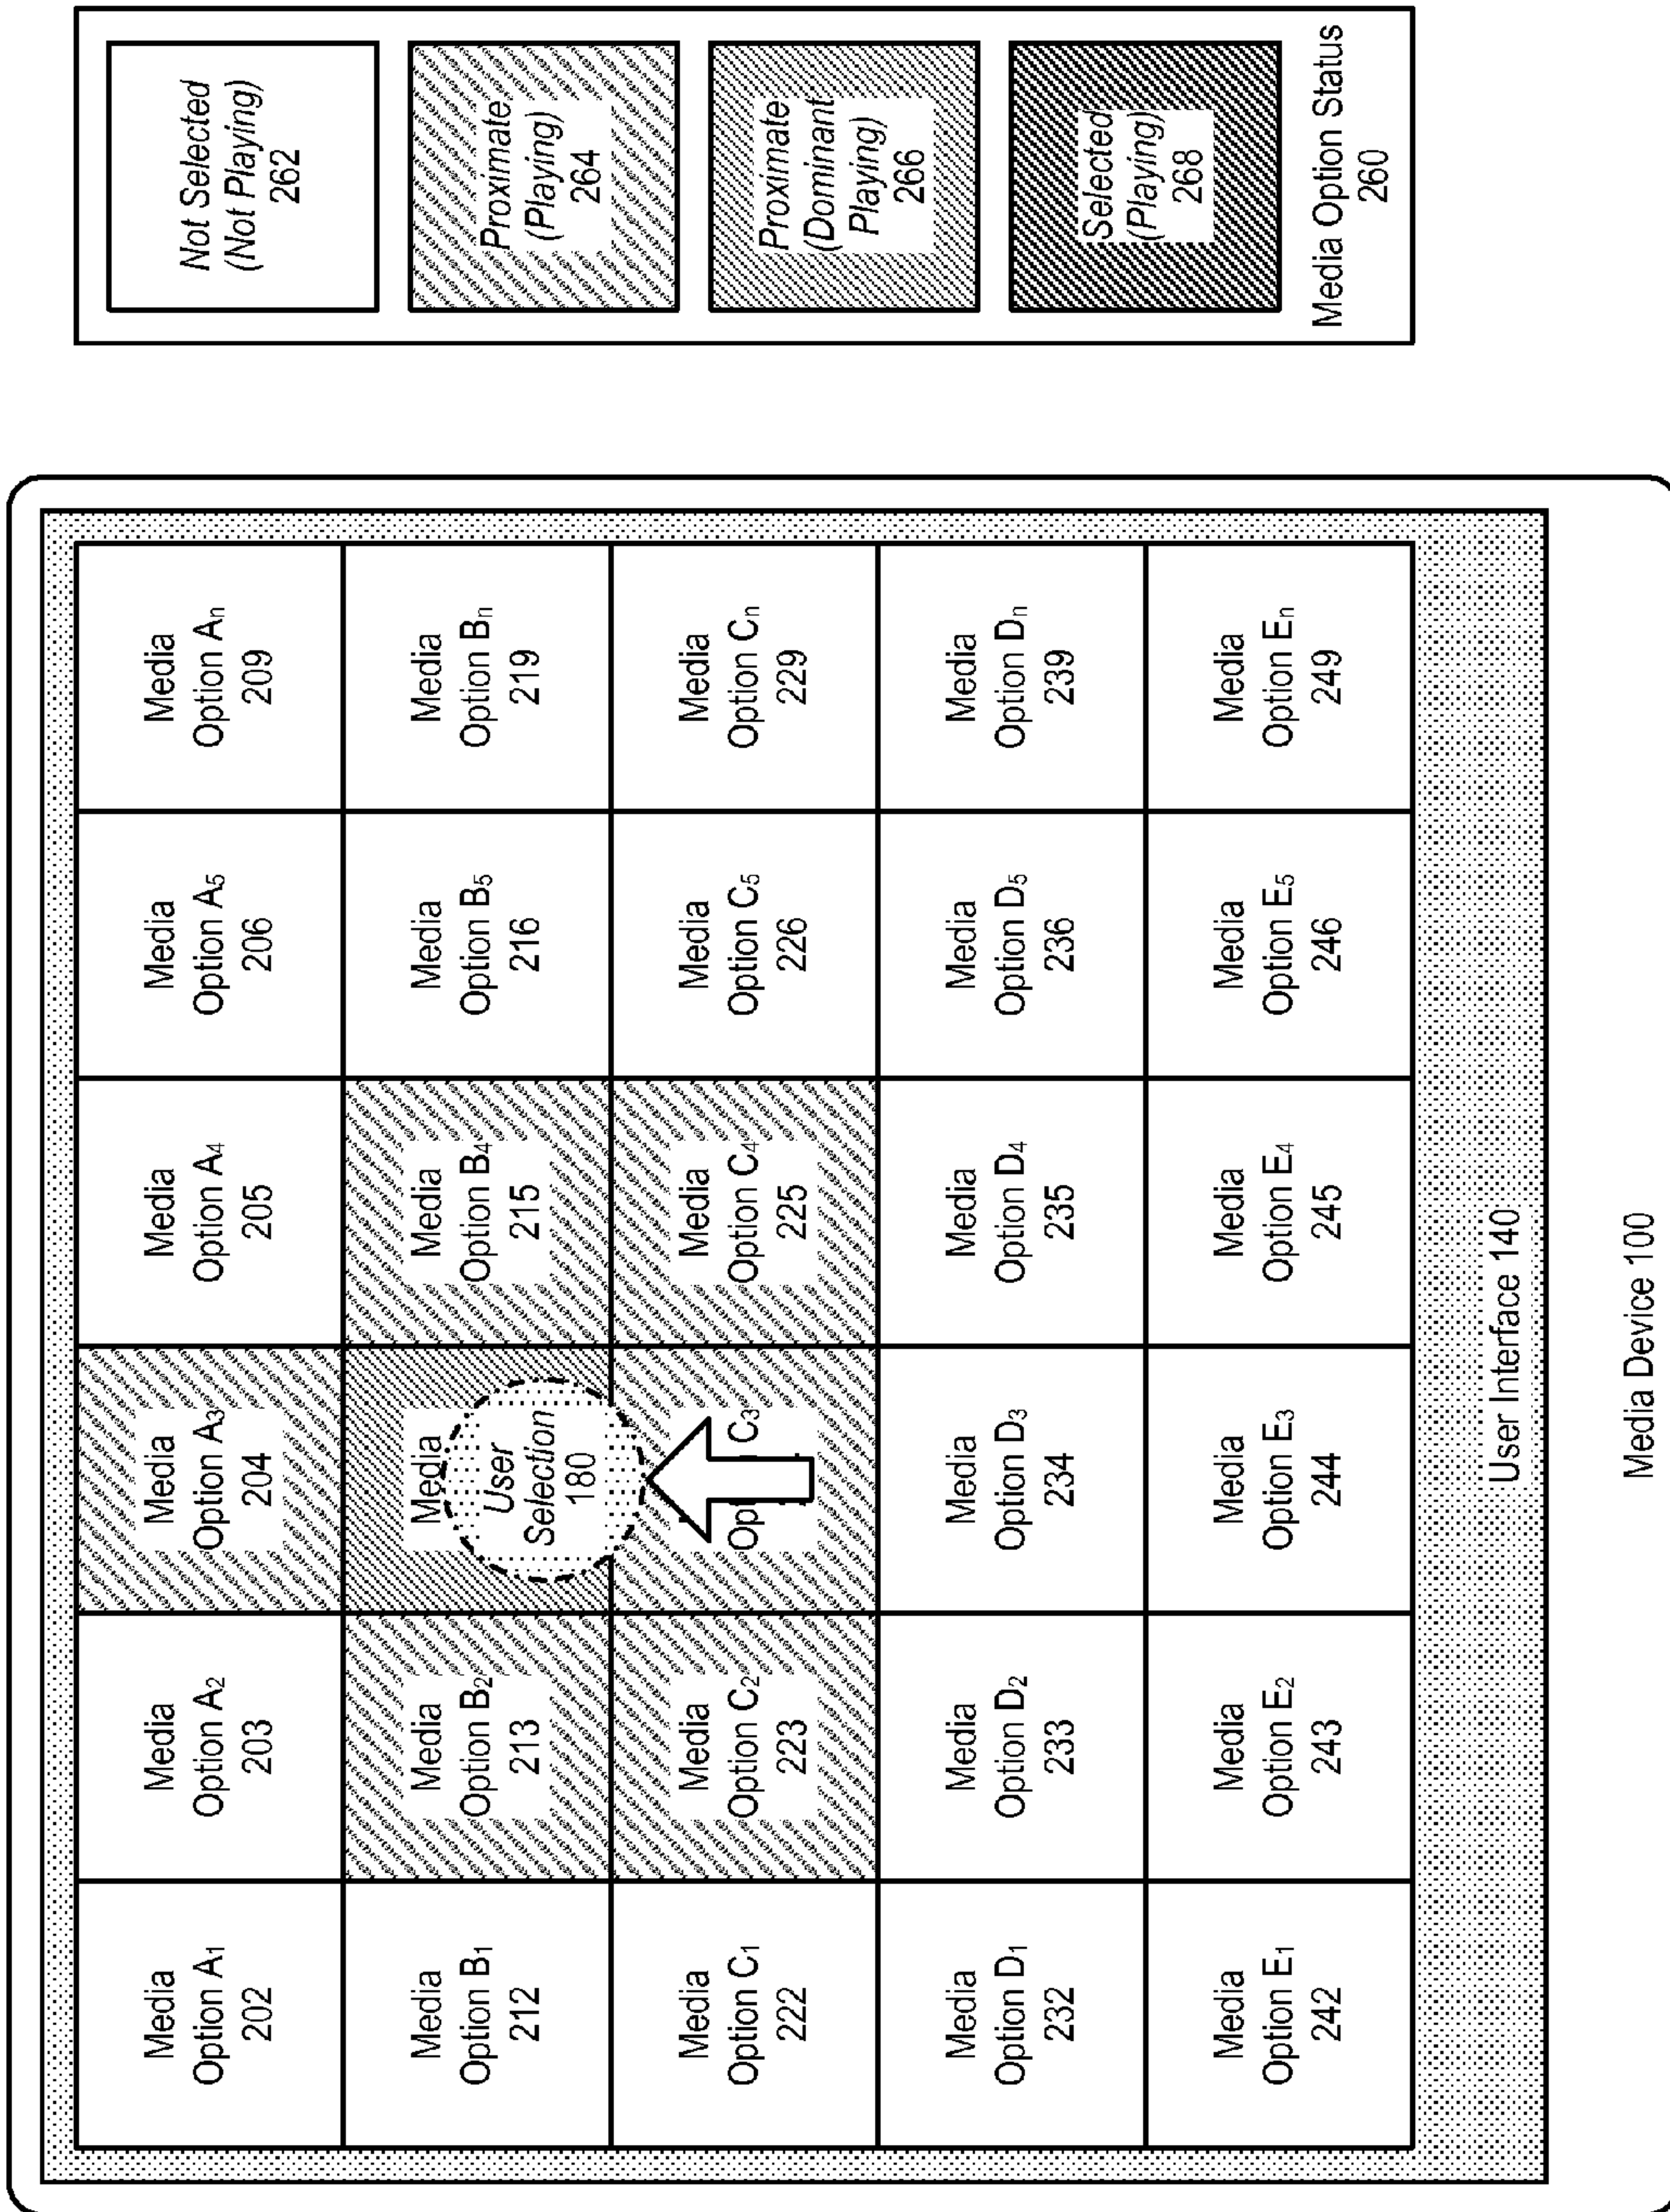 Media
Option A₁
202
Media
Option A₂
203
Media
Option A₃
204
Media
Option A₄
205
Media
Option A₅
206
Media
Option Aₙ
209
Media
Option B₁
212
Media
Option B₂
213
Media
User
Selection
180
Media
Option B₄
215
Media
Option B₅
216
Media
Option Bₙ
219
Media
Option C₁
222
Media
Option C₂
223
C₃
Media
Option C₄
225
Media
Option C₅
226
Media
Option Cₙ
229
Media
Option D₁
232
Media
Option D₂
233
Media
Option D₃
234
Media
Option D₄
235
Media
Option D₅
236
Media
Option Dₙ
239
Media
Option E₁
242
Media
Option E₂
243
Media
Option E₃
244
Media
Option E₄
245
Media
Option E₅
246
Media
Option Eₙ
249
User Interface 140
Media Device 100
Not Selected
(Not Playing)
262
Proximate
(Playing)
264
Proximate
(Dominant
Playing)
266
Selected
(Playing)
268
Media Option Status
260